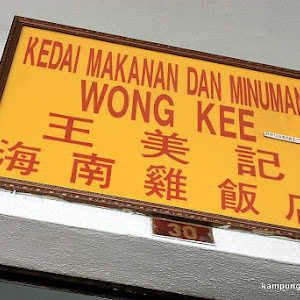 KEDAI MAKANAN DAN MINUMAN
WONG KEE
王美記
海南雞飯店
30
kampung